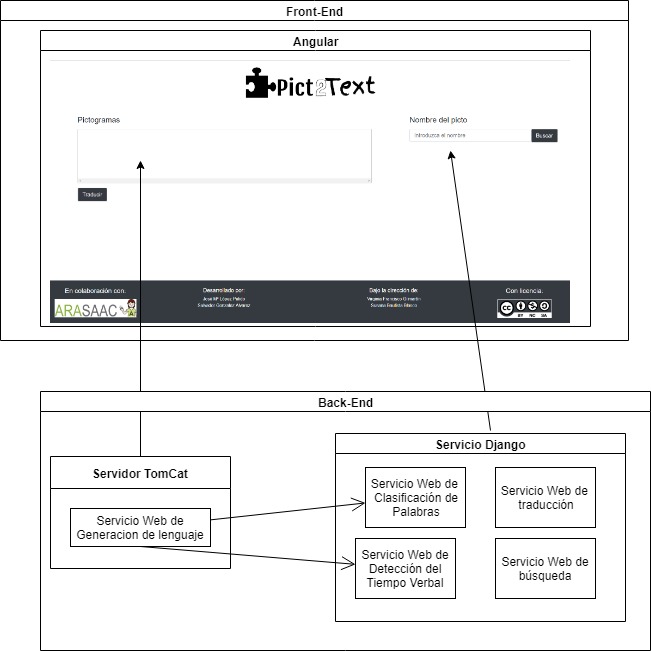 Front-End
Angular
Pict2Text
Pictogramas
Nombre del picto
Introduzca el nombre
Buscar
Traducir
En colaboración con:
Desarrollado por:
Bajo la dirección de
Con licencia:
ARASAAC
José Mª López Pulido
Salvador González Álvarez
Virginia Francisco Gilmartín
Susana Bautista Blasco
cc
BY NC SA
Back-End
Servidor TomCat
Servicio Web de
Generacion de lenguaje
Servicio Django
Servicio Web de
Clasificación de
Palabras
Servicio Web de
traducción
Servicio Web de
Detección del
Tiempo Verbal
Servicio Web de
búsqueda